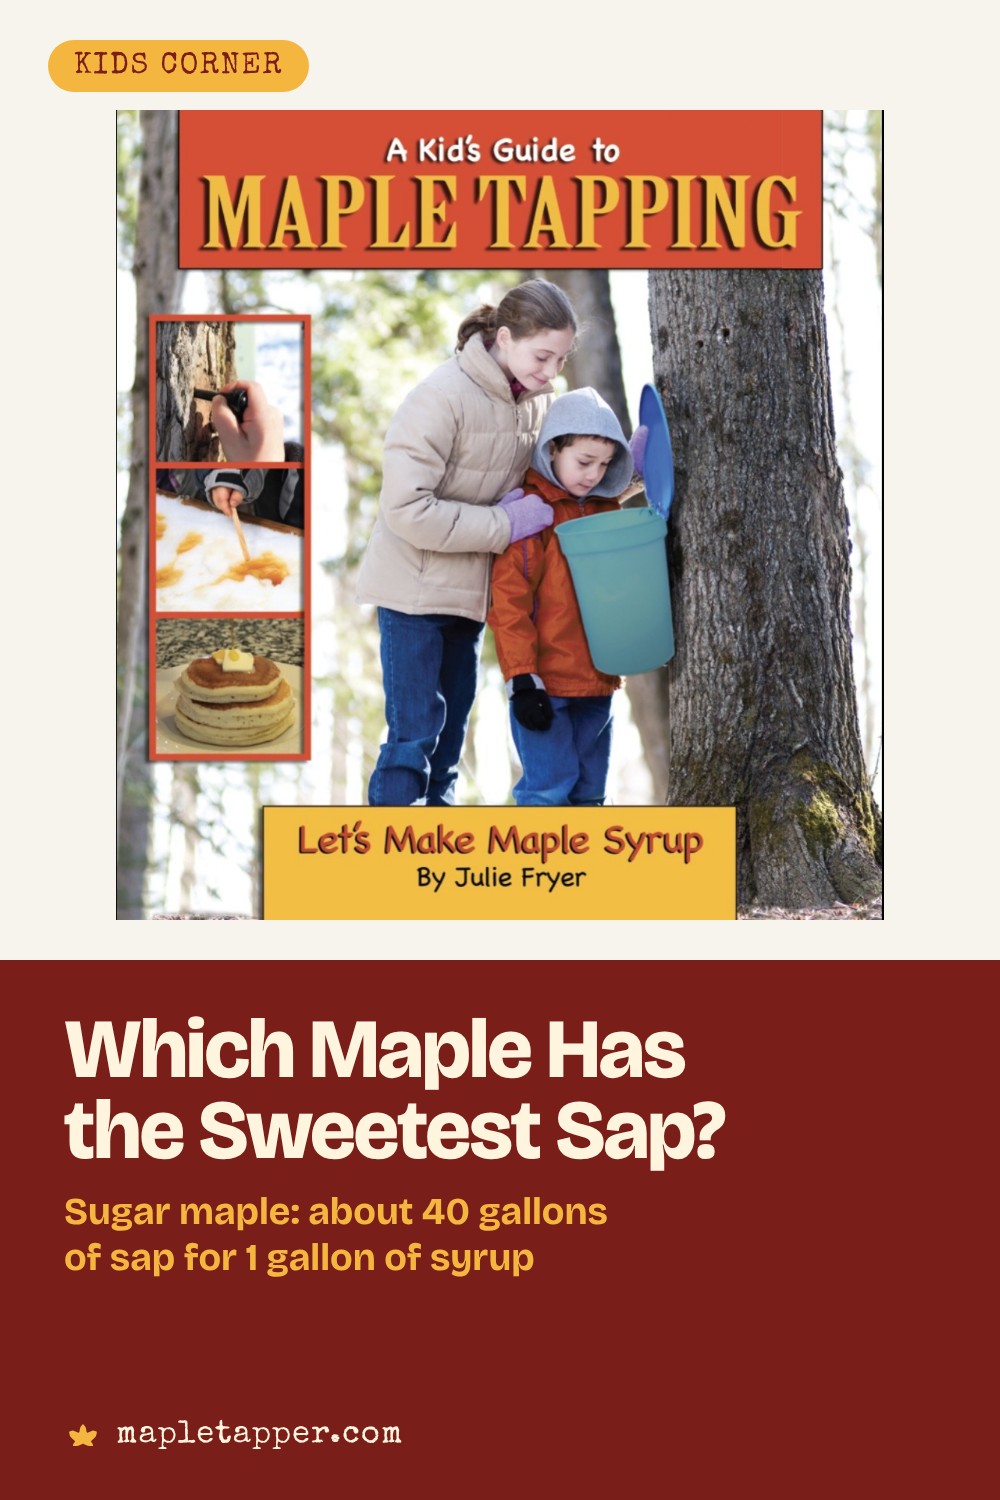 KIDS CORNER
A Kid's Guide to
MAPLE TAPPING
Let's Make Maple Syrup
By Julie Fryer
Which Maple Has
the Sweetest Sap?
Sugar maple: about 40 gallons
of sap for 1 gallon of syrup
mapletapper.com